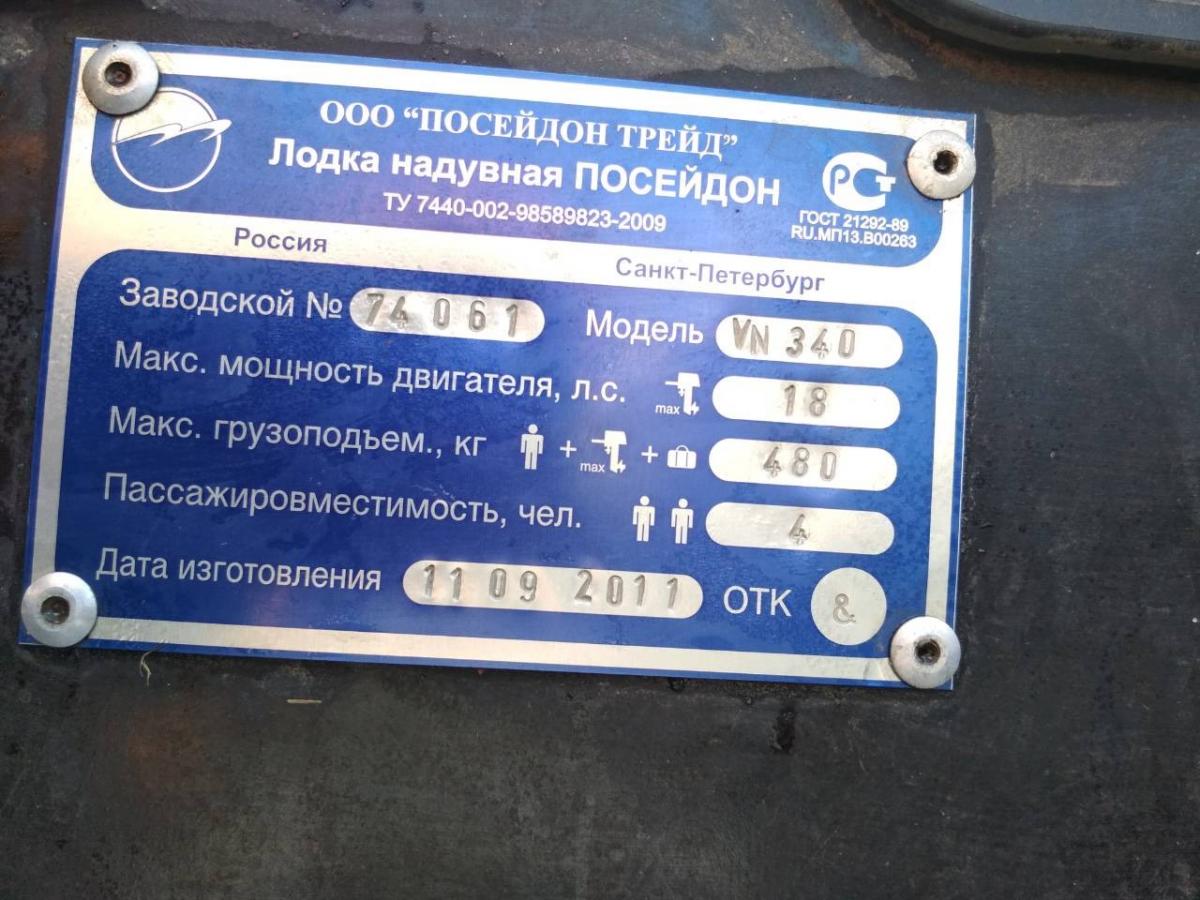 ООО “ПОСЕЙДОН ТРЕЙД”
Лодка надувная ПОСЕЙДОН
ТУ 7440-002-98589823-2009
РСТ
ГОСТ 21292-89
RU.МП13.В00263
Россия
Санкт-Петербург
Заводской № 74061 Модель VN 340
Макс. мощность двигателя, л.с. max 18
Макс. грузоподъем., кг + max + 480
Пассажировместимость, чел. 4
Дата изготовления 11 09 2011 ОТК &